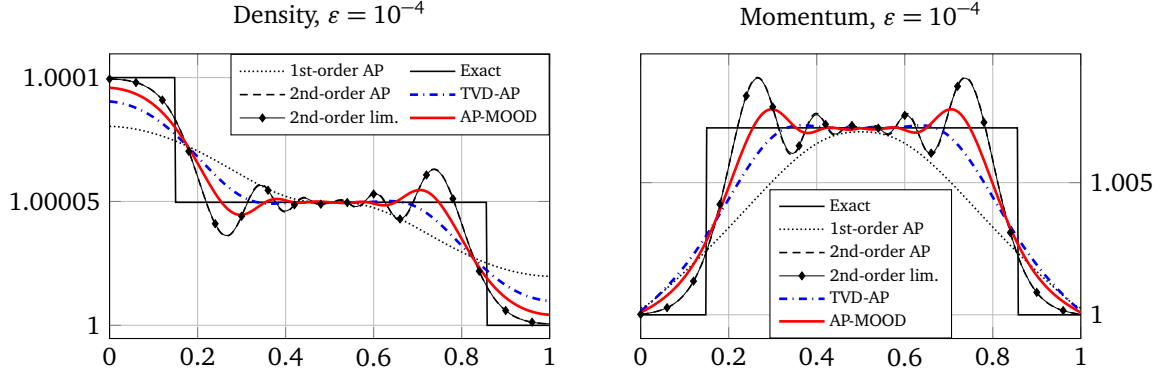 Density, ε = 10⁻⁴
1.0001
1.00005
1
1st-order AP
2nd-order AP
2nd-order lim.
Exact
TVD-AP
AP-MOOD
0 0.2 0.4 0.6 0.8 1
Momentum, ε = 10⁻⁴
Exact
1st-order AP
2nd-order AP
2nd-order lim.
TVD-AP
AP-MOOD
1.005
1
0 0.2 0.4 0.6 0.8 1